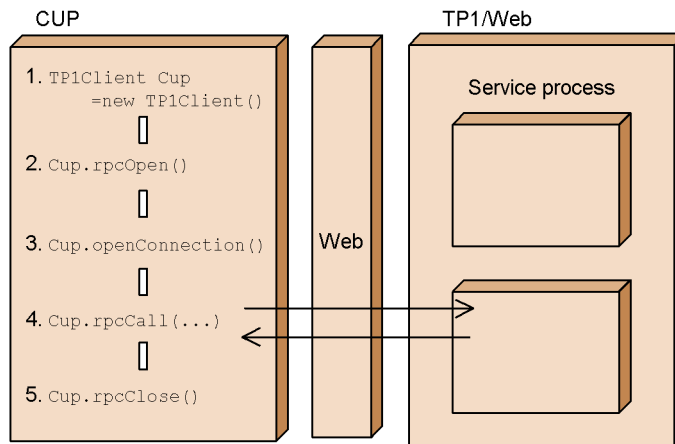 CUP
TP1/Web
1. TP1Client Cup
=new TP1Client()
2. Cup.rpcOpen()
3. Cup.openConnection()
4. Cup.rpcCall(...)
5. Cup.rpcClose()
Web
Service process